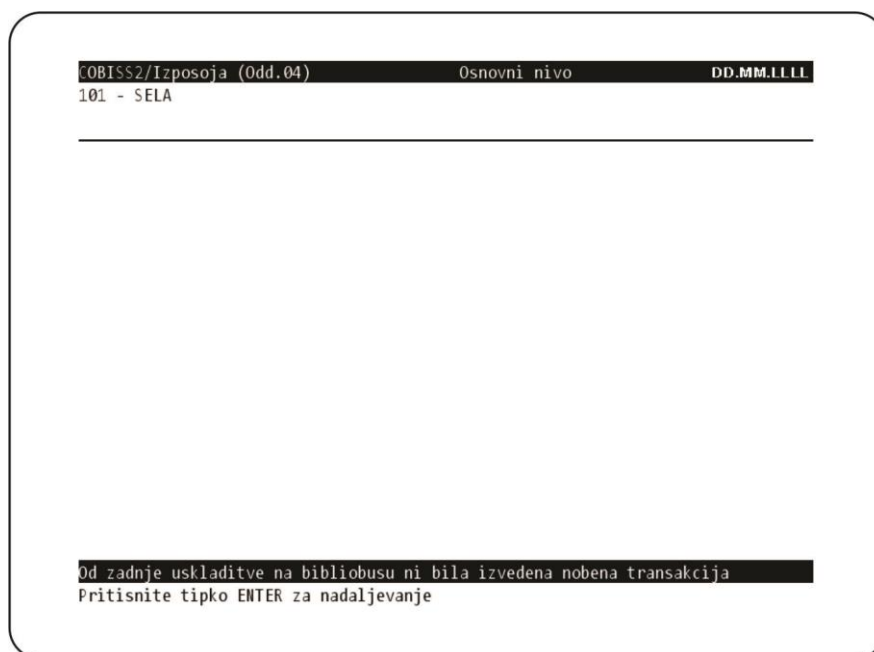 COBISS2/Izposoja (Odd.04) Osnovni nivo DD.MM.LLLL
101 - SELA
Od zadnje uskladitve na bibliobusu ni bila izvedena nobena transakcija
Pritisnite tipko ENTER za nadaljevanje